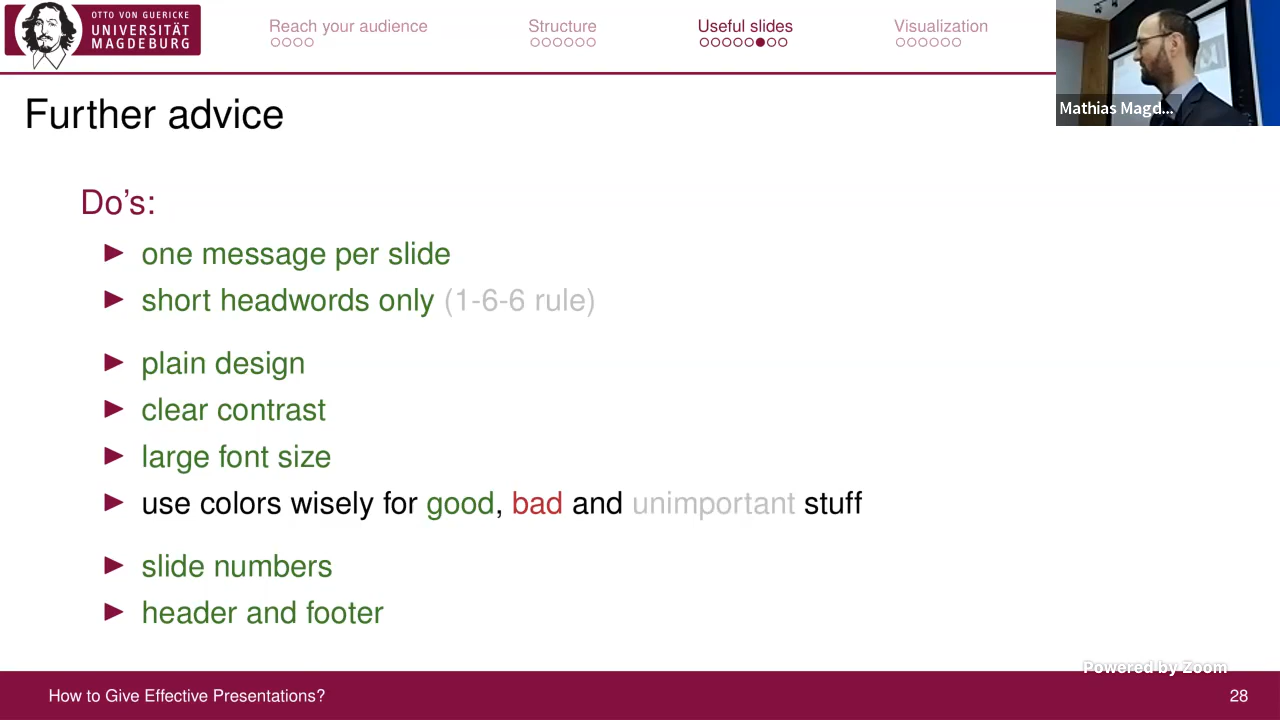 OTTO VON GUERICKE
UNIVERSITÄT
MAGDEBURG
Reach your audience
Structure
Useful slides
Visualization
Mathias Magd...
Further advice
Do's:
one message per slide
short headwords only (1-6-6 rule)
plain design
clear contrast
large font size
use colors wisely for good, bad and unimportant stuff
slide numbers
header and footer
Powered by Zoom
How to Give Effective Presentations?
28